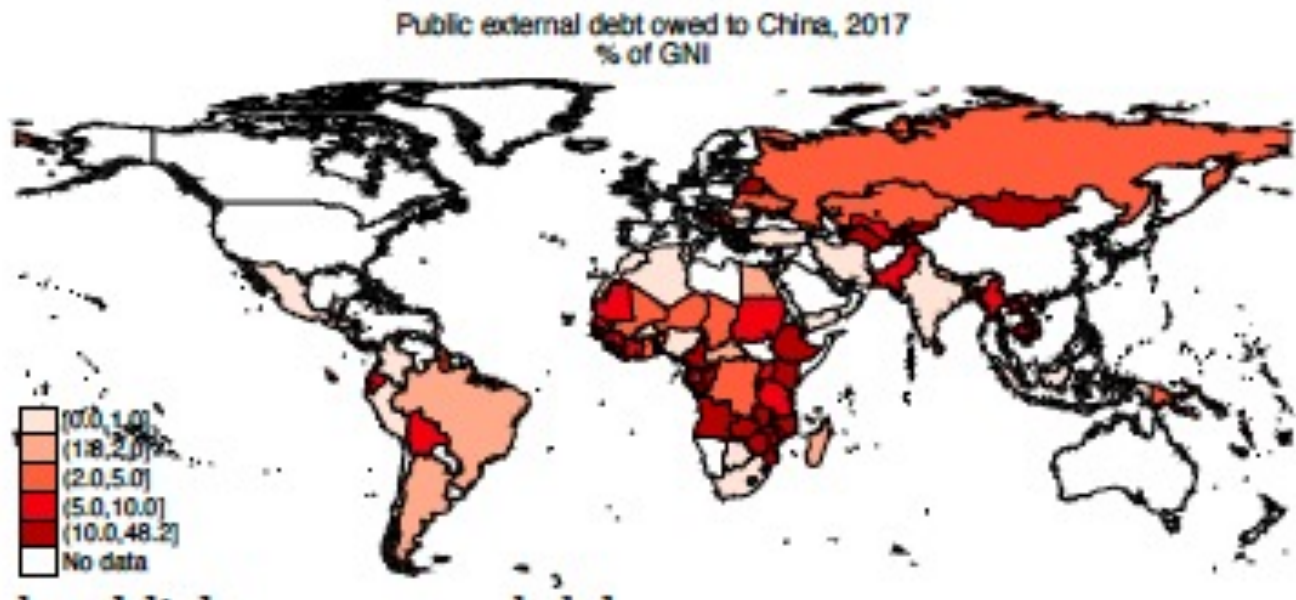 Public external debt owed to China, 2017
% of GNI
[0.0,1.0]
(1.0,2.0]
(2.0,5.0]
(5.0,10.0]
(10.0,48.2]
No data